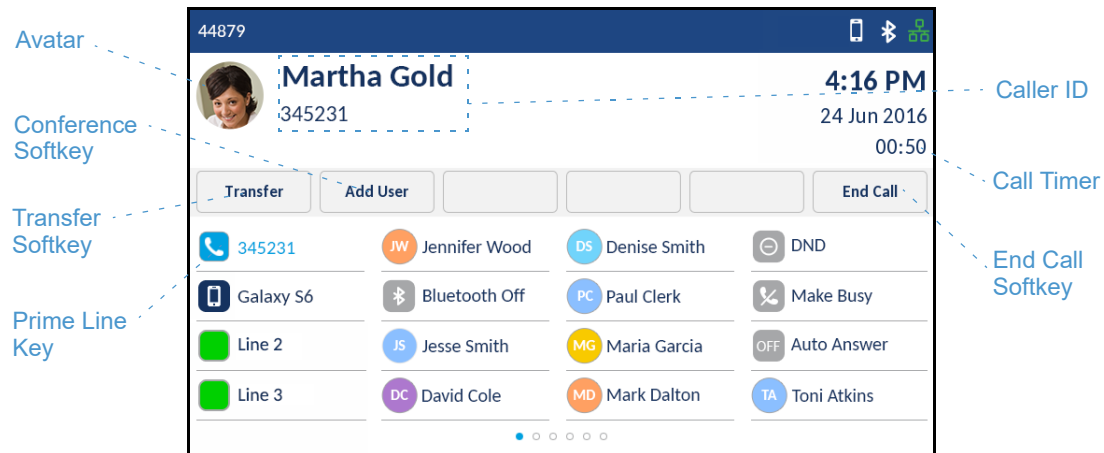 44879
Avatar
Martha Gold
345231
4:16 PM
24 Jun 2016
00:50
Caller ID
Conference
Softkey
Call Timer
Transfer
Add User
End Call
Transfer
Softkey
End Call
Softkey
Prime Line
Key
345231
JW Jennifer Wood
DS Denise Smith
DND
Galaxy S6
Bluetooth Off
PC Paul Clerk
Make Busy
Line 2
JS Jesse Smith
MG Maria Garcia
OFF Auto Answer
Line 3
DC David Cole
MD Mark Dalton
TA Toni Atkins